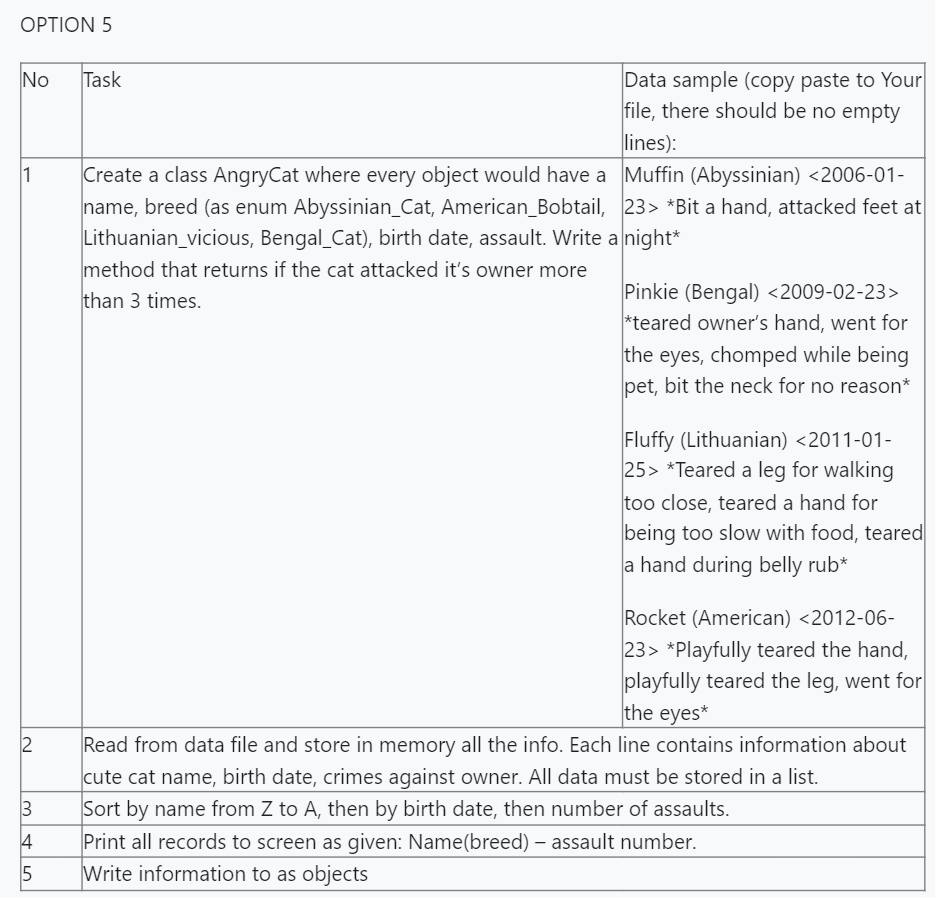 OPTION 5
No
Task
Data sample (copy paste to Your
file, there should be no empty
lines):
1
Create a class AngryCat where every object would have a
name, breed (as enum Abyssinian_Cat, American_Bobtail,
Lithuanian_vicious, Bengal_Cat), birth date, assault. Write a
method that returns if the cat attacked it’s owner more
than 3 times.
Muffin (Abyssinian) <2006-01-
23> *Bit a hand, attacked feet at
night*
Pinkie (Bengal) <2009-02-23>
*teared owner’s hand, went for
the eyes, chomped while being
pet, bit the neck for no reason*
Fluffy (Lithuanian) <2011-01-
25> *Teared a leg for walking
too close, teared a hand for
being too slow with food, teared
a hand during belly rub*
Rocket (American) <2012-06-
23> *Playfully teared the hand,
playfully teared the leg, went for
the eyes*
2
Read from data file and store in memory all the info. Each line contains information about
cute cat name, birth date, crimes against owner. All data must be stored in a list.
3
Sort by name from Z to A, then by birth date, then number of assaults.
4
Print all records to screen as given: Name(breed) – assault number.
5
Write information to as objects